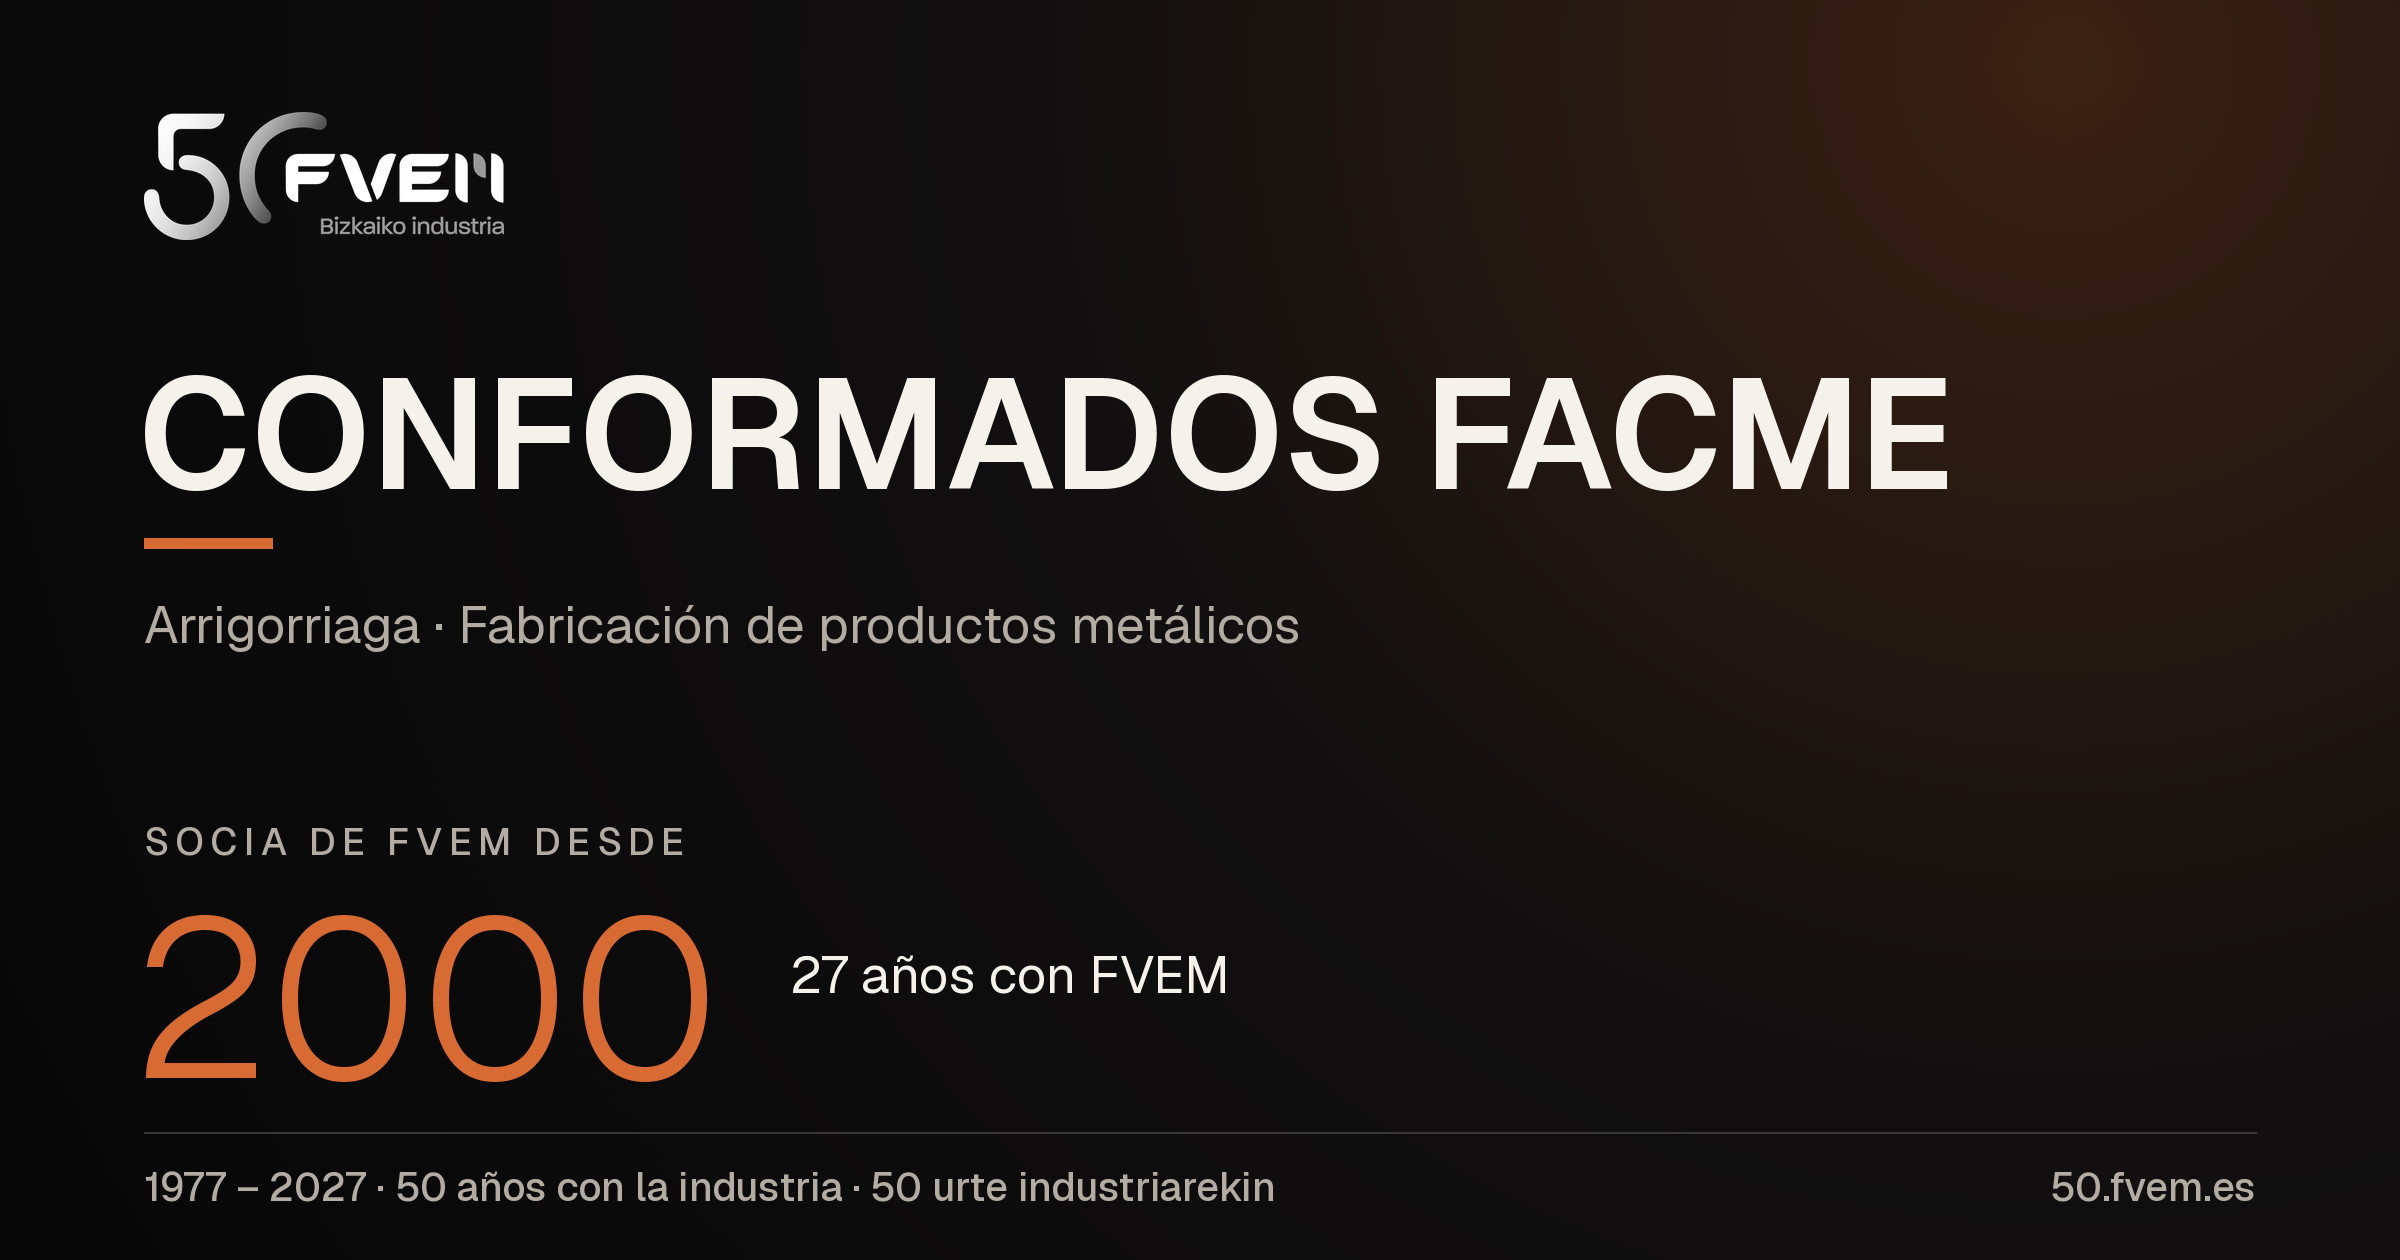 50 FVEM
Bizkaiko industria
CONFORMADOS FACME
Arrigorriaga · Fabricación de productos metálicos
SOCIA DE FVEM DESDE
2000
27 años con FVEM
1977 – 2027 · 50 años con la industria · 50 urte industriarekin
50.fvem.es